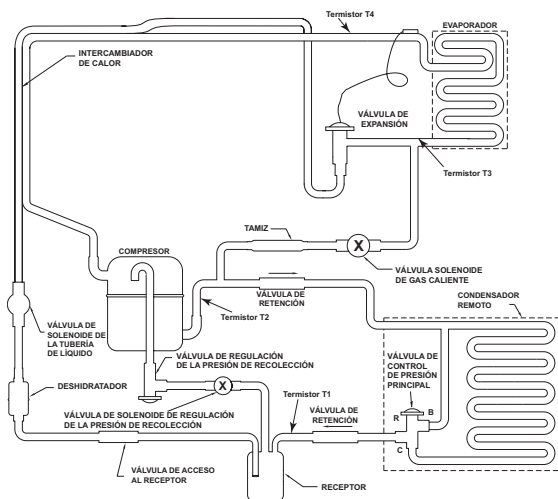 Termistor T4
EVAPORADOR
INTERCAMBIADOR
DE CALOR
VÁLVULA DE
EXPANSIÓN
Termistor T3
TAMIZ
COMPRESOR
X
VÁLVULA SOLENOIDE
DE GAS CALIENTE
VÁLVULA DE
RETENCIÓN
CONDENSADOR
REMOTO
Termistor T2
VÁLVULA DE
SOLENOIDE DE
LA TUBERÍA
DE LÍQUIDO
VÁLVULA DE REGULACIÓN
DE LA PRESIÓN DE RECOLECCIÓN
VÁLVULA DE
CONTROL
DE PRESIÓN
PRINCIPAL
DESHIDRATADOR
X
Termistor T1
VÁLVULA DE
RETENCIÓN
R
B
VÁLVULA DE SOLENOIDE DE REGULACIÓN
DE LA PRESIÓN DE RECOLECCIÓN
C
VÁLVULA DE ACCESO
AL RECEPTOR
RECEPTOR